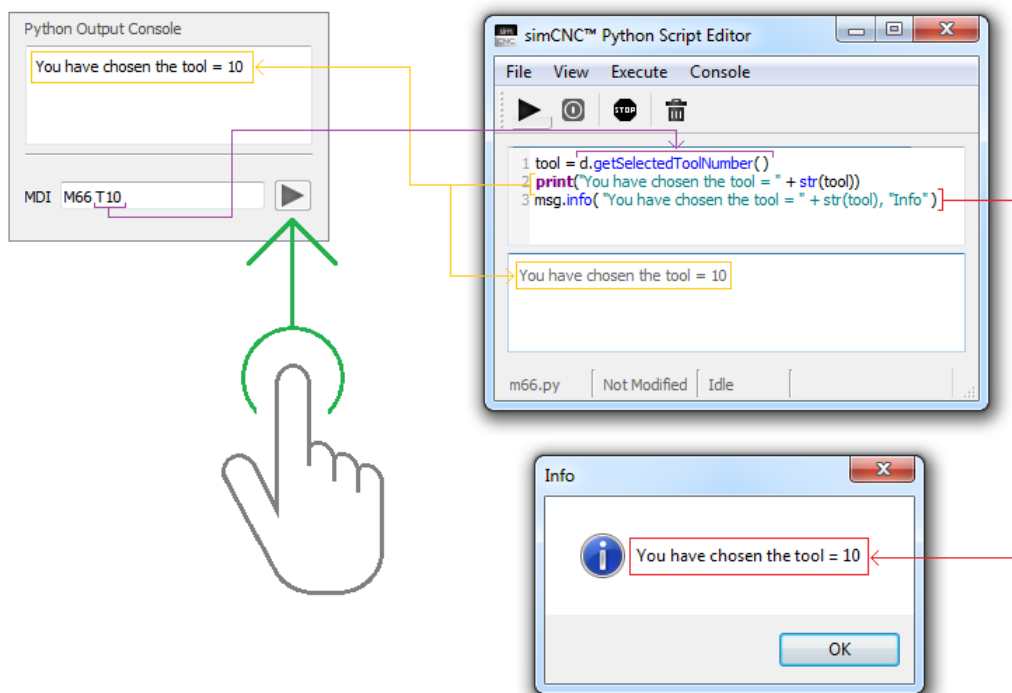 Python Output Console
You have chosen the tool = 10
MDI M66 T10
sim CNC simCNC™ Python Script Editor
File View Execute Console
STOP
1 tool = d.getSelectedToolNumber()
2 print("You have chosen the tool = " + str(tool))
3 msg.info( "You have chosen the tool = " + str(tool), "Info" )
You have chosen the tool = 10
m66.py Not Modified Idle
Info
You have chosen the tool = 10
OK